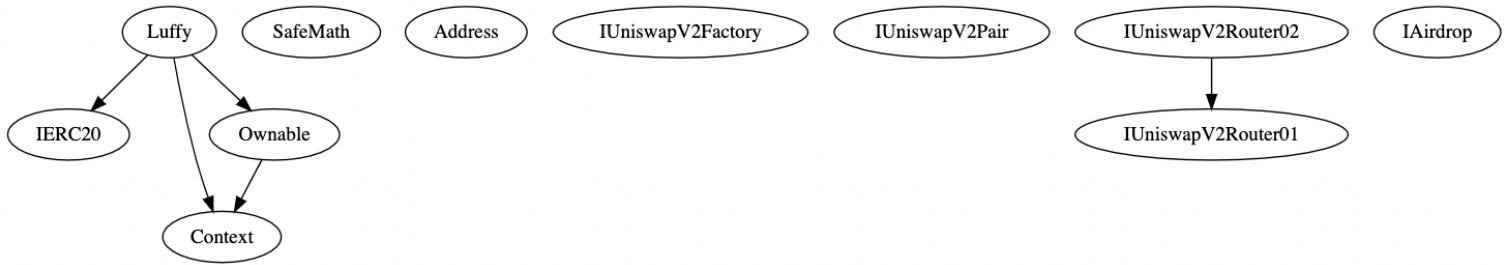 Luffy
SafeMath
Address
IUniswapV2Factory
IUniswapV2Pair
IUniswapV2Router02
IAirdrop
IERC20
Ownable
IUniswapV2Router01
Context